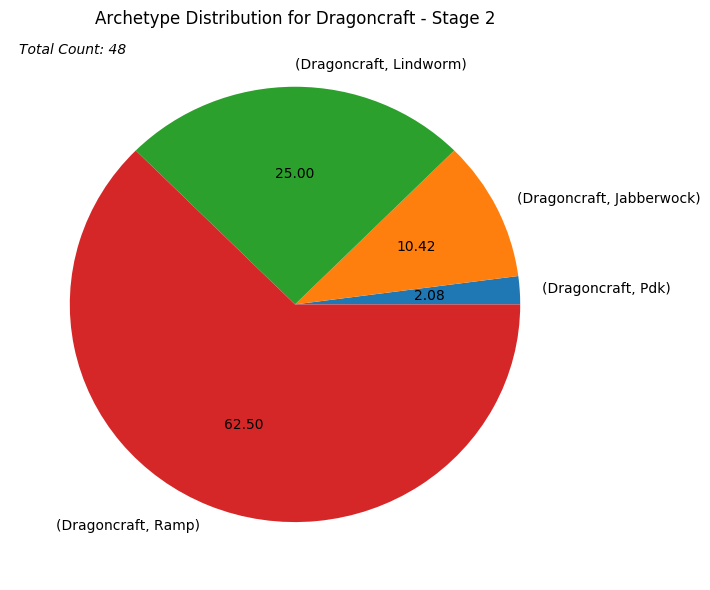 Archetype Distribution for Dragoncraft - Stage 2
Total Count: 48
(Dragoncraft, Lindworm)
25.00
(Dragoncraft, Jabberwock)
10.42
(Dragoncraft, Pdk)
2.08
62.50
(Dragoncraft, Ramp)